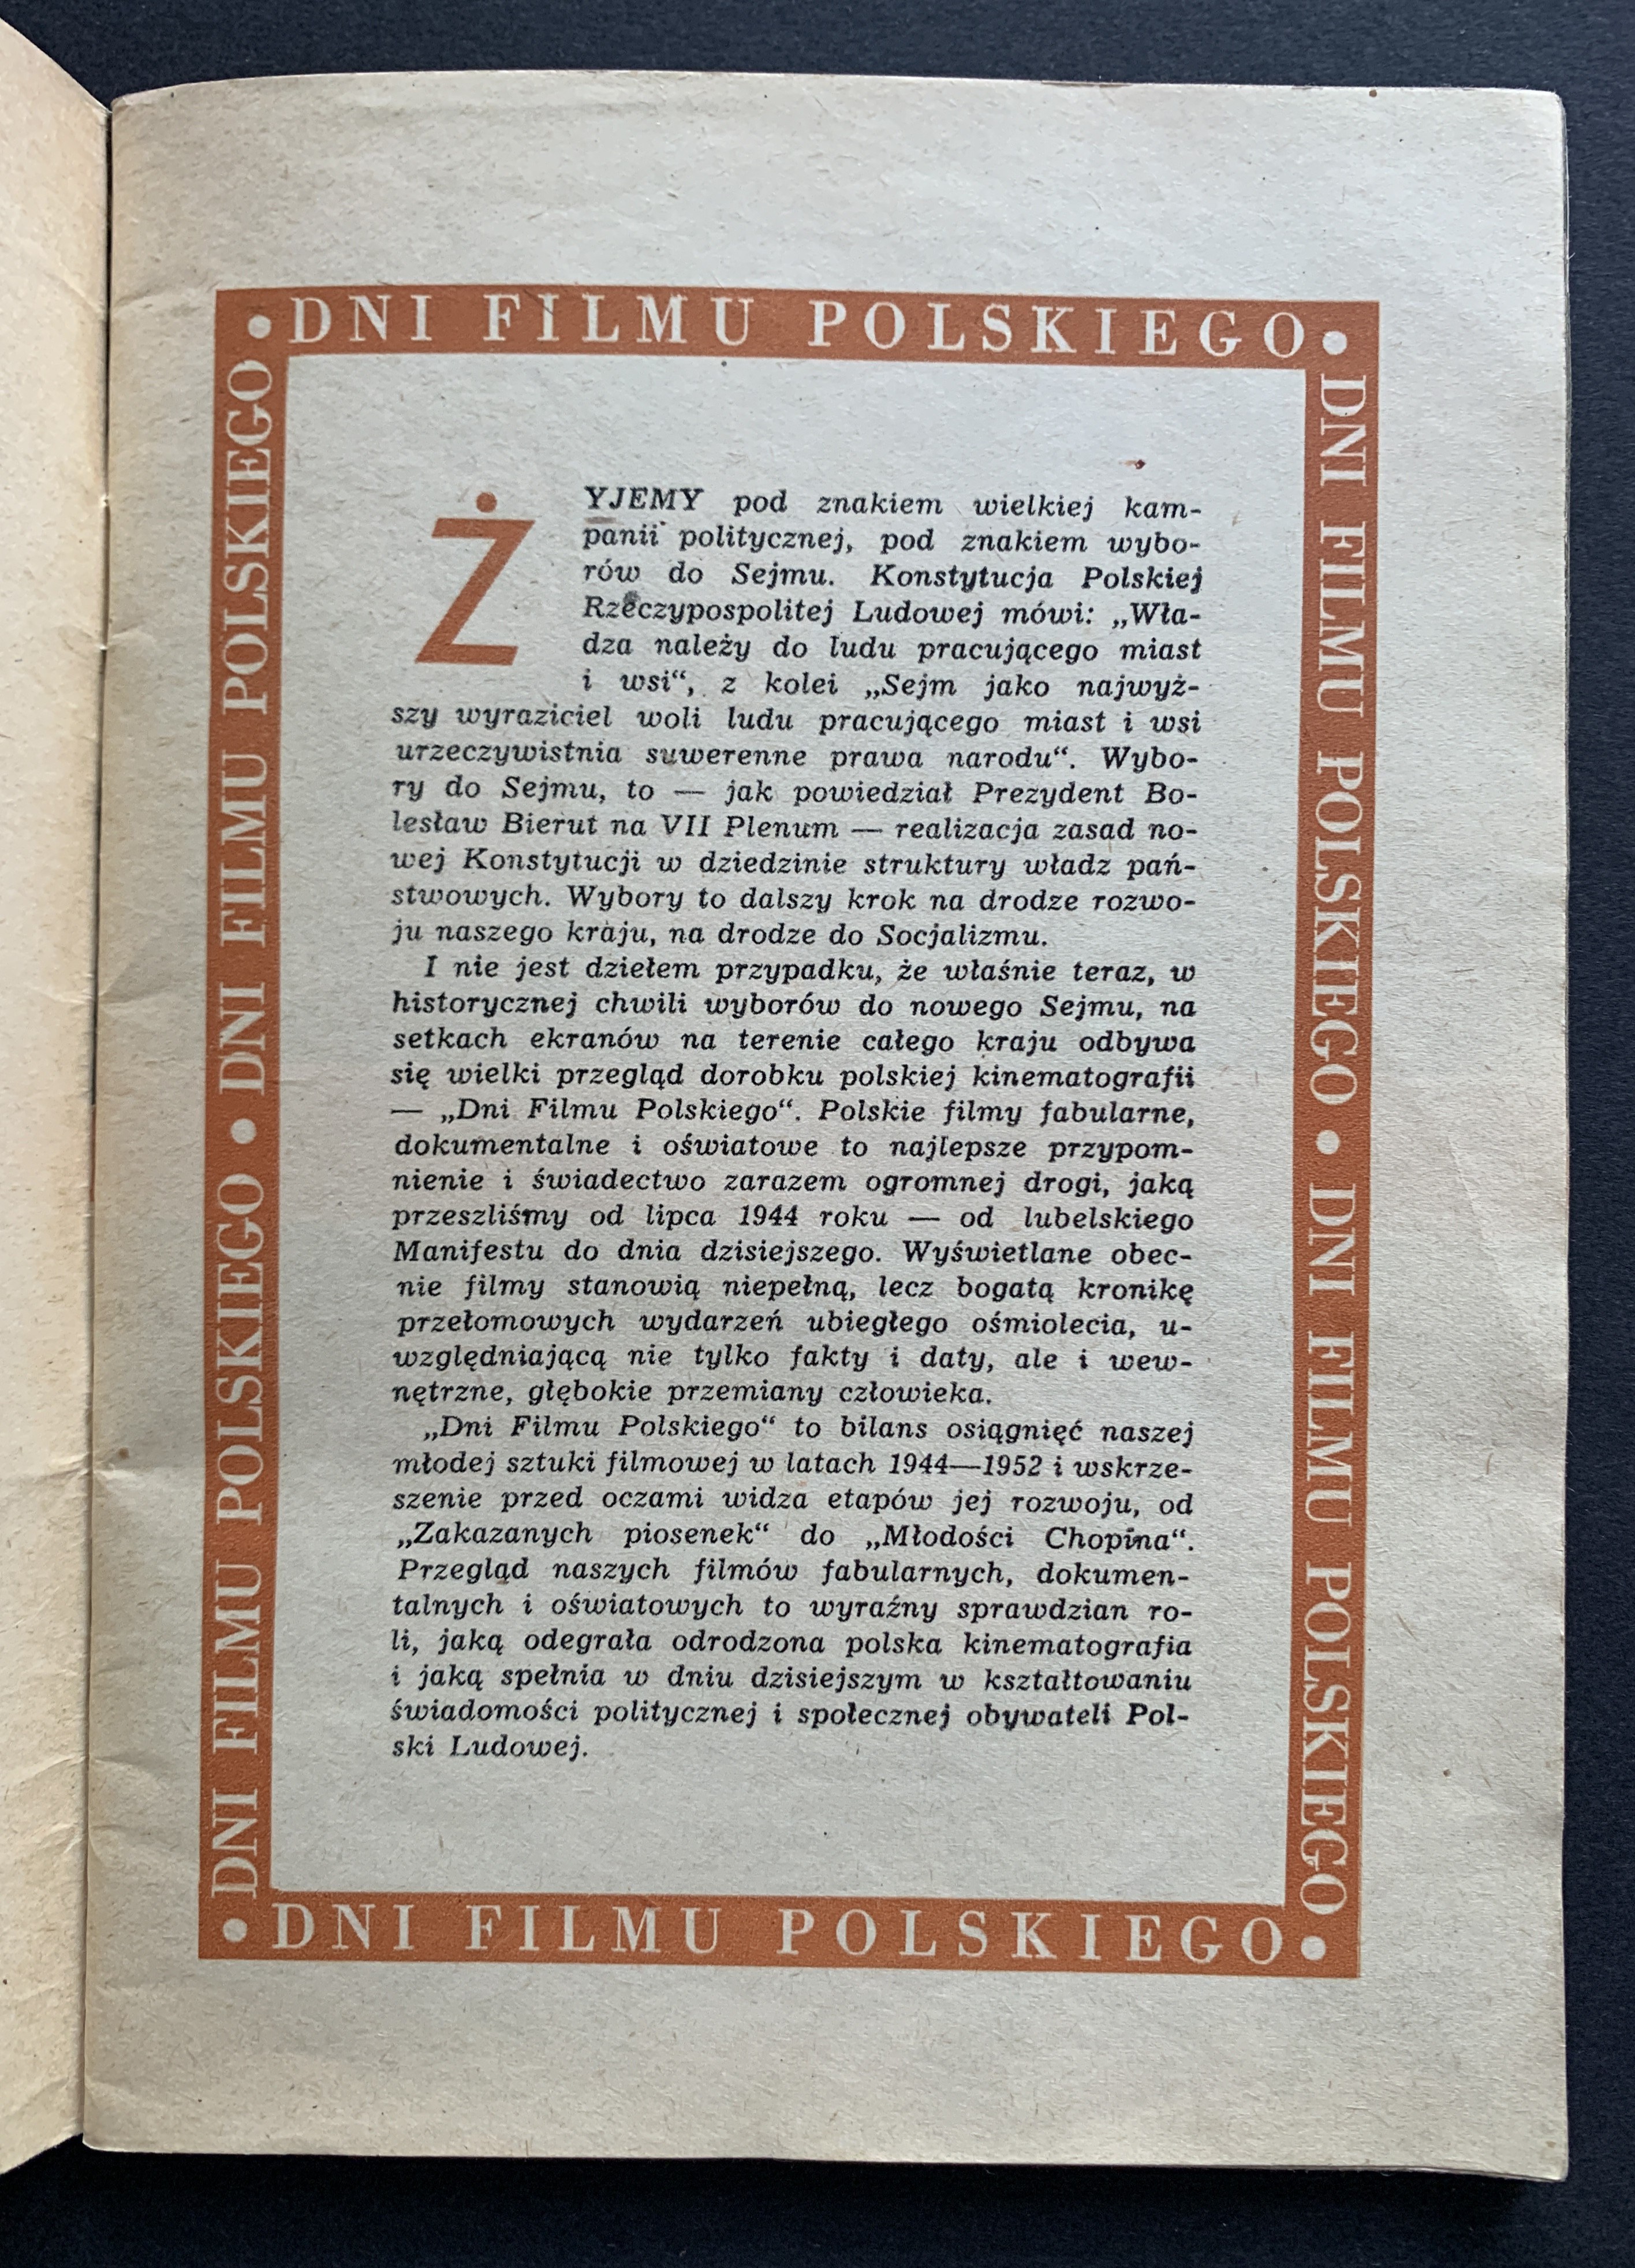 • DNI FILMU POLSKIEGO •
DNI FILMU POLSKIEGO • DNI FILMU POLSKIEGO
DNI FILMU POLSKIEGO • DNI FILMU POLSKIEGO
ŻYJEMY pod znakiem wielkiej kam-
panii politycznej, pod znakiem wybo-
rów do Sejmu. Konstytucja Polskiej
Rzeczypospolitej Ludowej mówi: „Wła-
dza należy do ludu pracującego miast
i wsi“, z kolei „Sejm jako najwyż-
szy wyraziciel woli ludu pracującego miast i wsi
urzeczywistnia suwerenne prawa narodu“. Wybo-
ry do Sejmu, to — jak powiedział Prezydent Bo-
lesław Bierut na VII Plenum — realizacja zasad no-
wej Konstytucji w dziedzinie struktury władz pań-
stwowych. Wybory to dalszy krok na drodze rozwo-
ju naszego kraju, na drodze do Socjalizmu.
I nie jest dziełem przypadku, że właśnie teraz, w
historycznej chwili wyborów do nowego Sejmu, na
setkach ekranów na terenie całego kraju odbywa
się wielki przegląd dorobku polskiej kinematografii
— „Dni Filmu Polskiego“. Polskie filmy fabularne,
dokumentalne i oświatowe to najlepsze przypom-
nienie i świadectwo zarazem ogromnej drogi, jaką
przeszliśmy od lipca 1944 roku — od lubelskiego
Manifestu do dnia dzisiejszego. Wyświetlane obec-
nie filmy stanowią niepełną, lecz bogatą kronikę
przełomowych wydarzeń ubiegłego ośmiolecia, u-
względniającą nie tylko fakty i daty, ale i wew-
nętrzne, głębokie przemiany człowieka.
„Dni Filmu Polskiego“ to bilans osiągnięć naszej
młodej sztuki filmowej w latach 1944—1952 i wskrze-
szenie przed oczami widza etapów jej rozwoju, od
„Zakazanych piosenek“ do „Młodości Chopina“.
Przegląd naszych filmów fabularnych, dokumen-
talnych i oświatowych to wyraźny sprawdzian ro-
li, jaką odegrała odrodzona polska kinematografia
i jaką spełnia w dniu dzisiejszym w kształtowaniu
świadomości politycznej i społecznej obywateli Pol-
ski Ludowej.
• DNI FILMU POLSKIEGO •